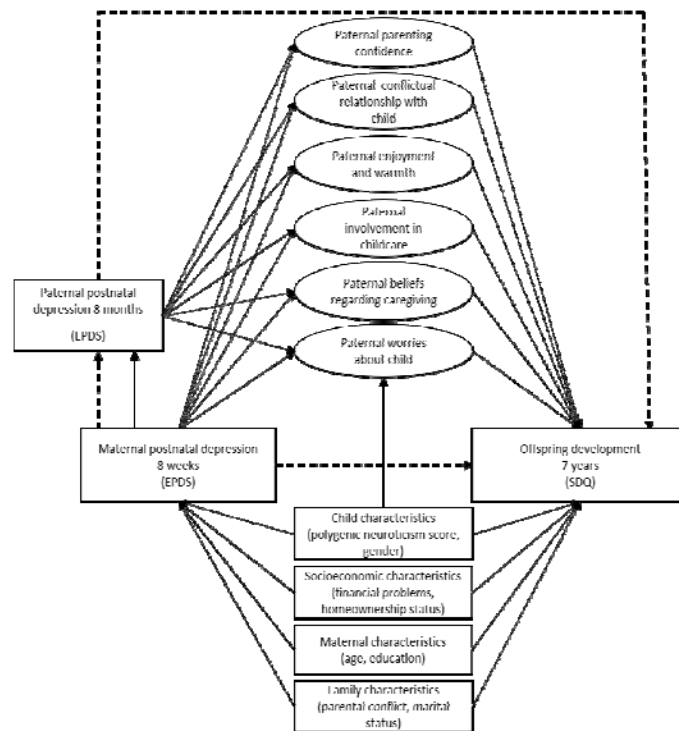 Paternal parenting
confidence
Paternal conflictual
relationship with
child
Paternal enjoyment
and warmth
Paternal
involvement in
childcare
Paternal beliefs
regarding caregiving
Paternal worries
about child
Paternal postnatal
depression 8 months
(EPDS)
Maternal postnatal depression
8 weeks
(EPDS)
Offspring development
7 years
(SDQ)
Child characteristics
(polygenic neuroticism score,
gender)
Socioeconomic characteristics
(financial problems,
homeownership status)
Maternal characteristics
(age, education)
Family characteristics
(parental conflict, marital
status)